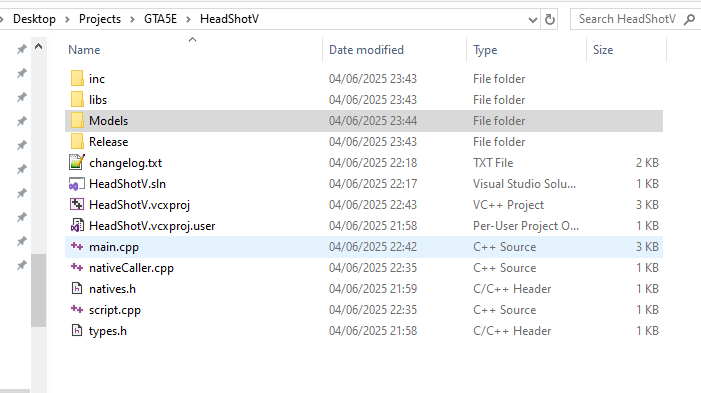 Desktop > Projects > GTA5E > HeadShotV Search HeadShotV
Name Date modified Type Size
inc 04/06/2025 23:43 File folder
libs 04/06/2025 23:43 File folder
Models 04/06/2025 23:44 File folder
Release 04/06/2025 23:43 File folder
changelog.txt 04/06/2025 22:18 TXT File 2 KB
HeadShotV.sln 04/06/2025 22:17 Visual Studio Solu... 2 KB
HeadShotV.vcxproj 04/06/2025 22:43 VC++ Project 3 KB
HeadShotV.vcxproj.user 04/06/2025 21:58 Per-User Project O... 1 KB
main.cpp 04/06/2025 22:42 C++ Source 3 KB
nativeCaller.cpp 04/06/2025 22:35 C++ Source 1 KB
natives.h 04/06/2025 21:59 C/C++ Header 1 KB
script.cpp 04/06/2025 22:35 C++ Source 1 KB
types.h 04/06/2025 21:58 C/C++ Header 1 KB